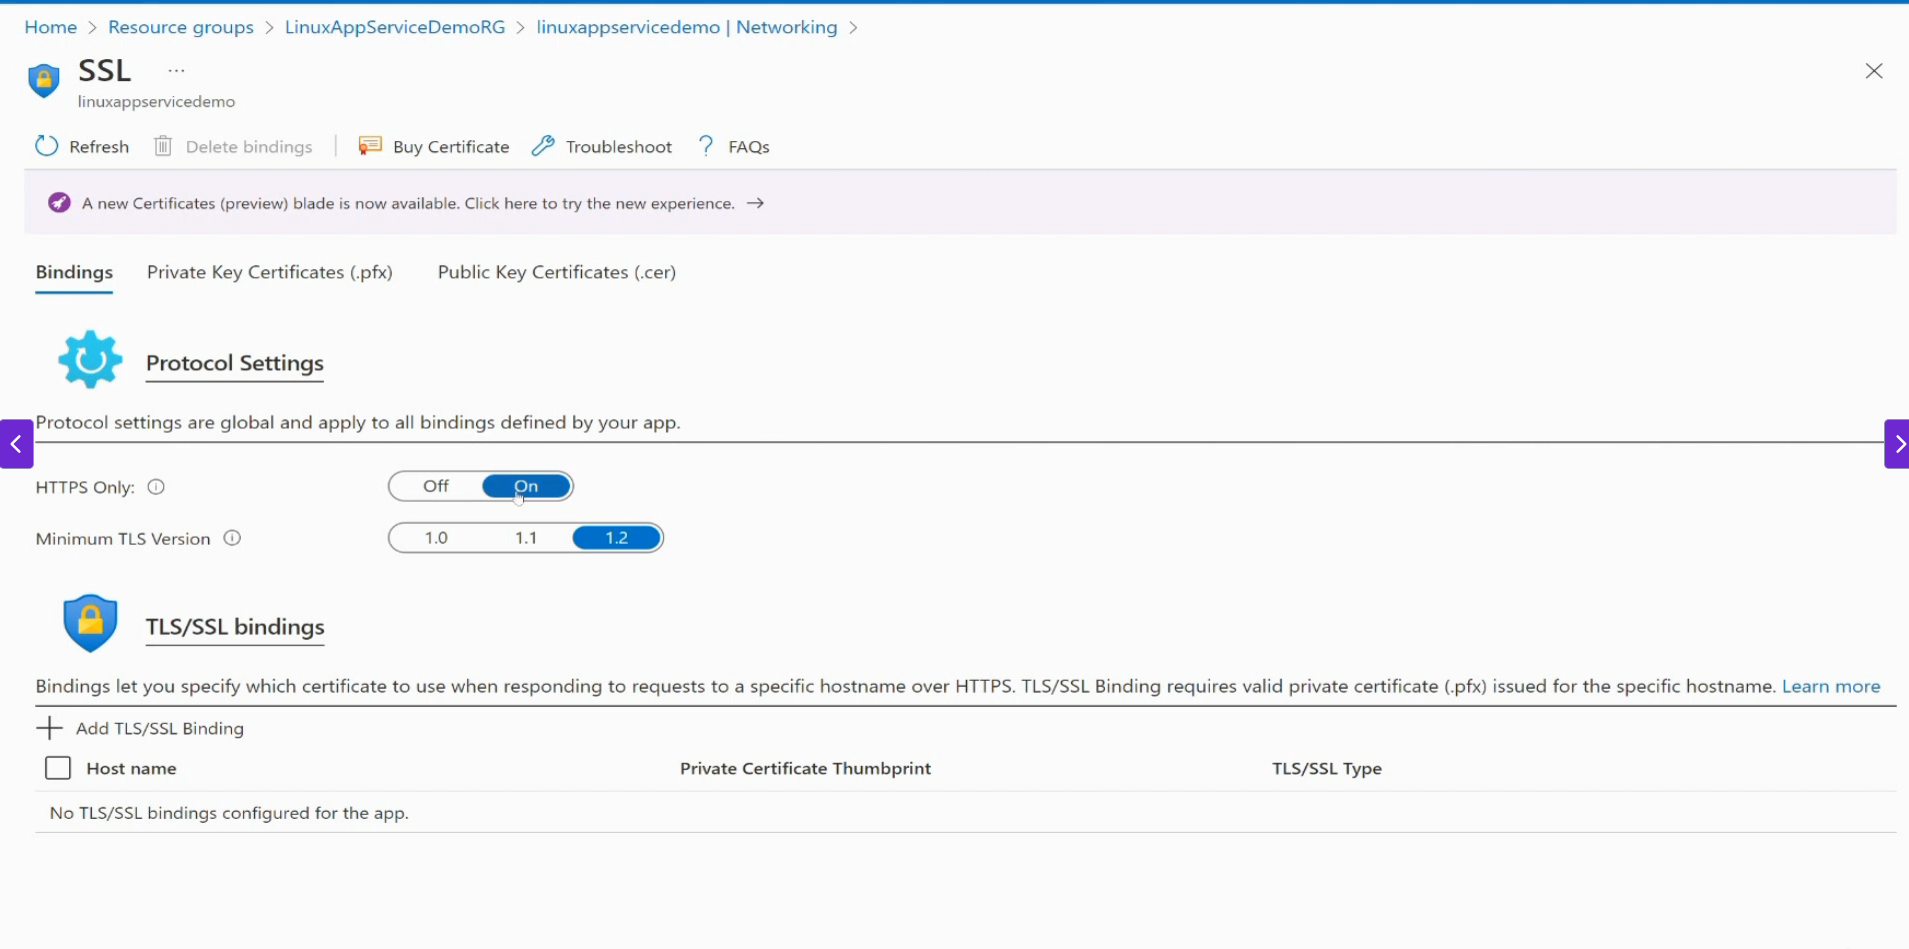 Home > Resource groups > LinuxAppServiceDemoRG > linuxappservicedemo | Networking >
SSL ...
linuxappservicedemo
Refresh Delete bindings Buy Certificate Troubleshoot ? FAQs
A new Certificates (preview) blade is now available. Click here to try the new experience. →
Bindings Private Key Certificates (.pfx) Public Key Certificates (.cer)
Protocol Settings
Protocol settings are global and apply to all bindings defined by your app.
HTTPS Only: Off On
Minimum TLS Version 1.0 1.1 1.2
TLS/SSL bindings
Bindings let you specify which certificate to use when responding to requests to a specific hostname over HTTPS. TLS/SSL Binding requires valid private certificate (.pfx) issued for the specific hostname. Learn more
+ Add TLS/SSL Binding
Host name Private Certificate Thumbprint TLS/SSL Type
No TLS/SSL bindings configured for the app.